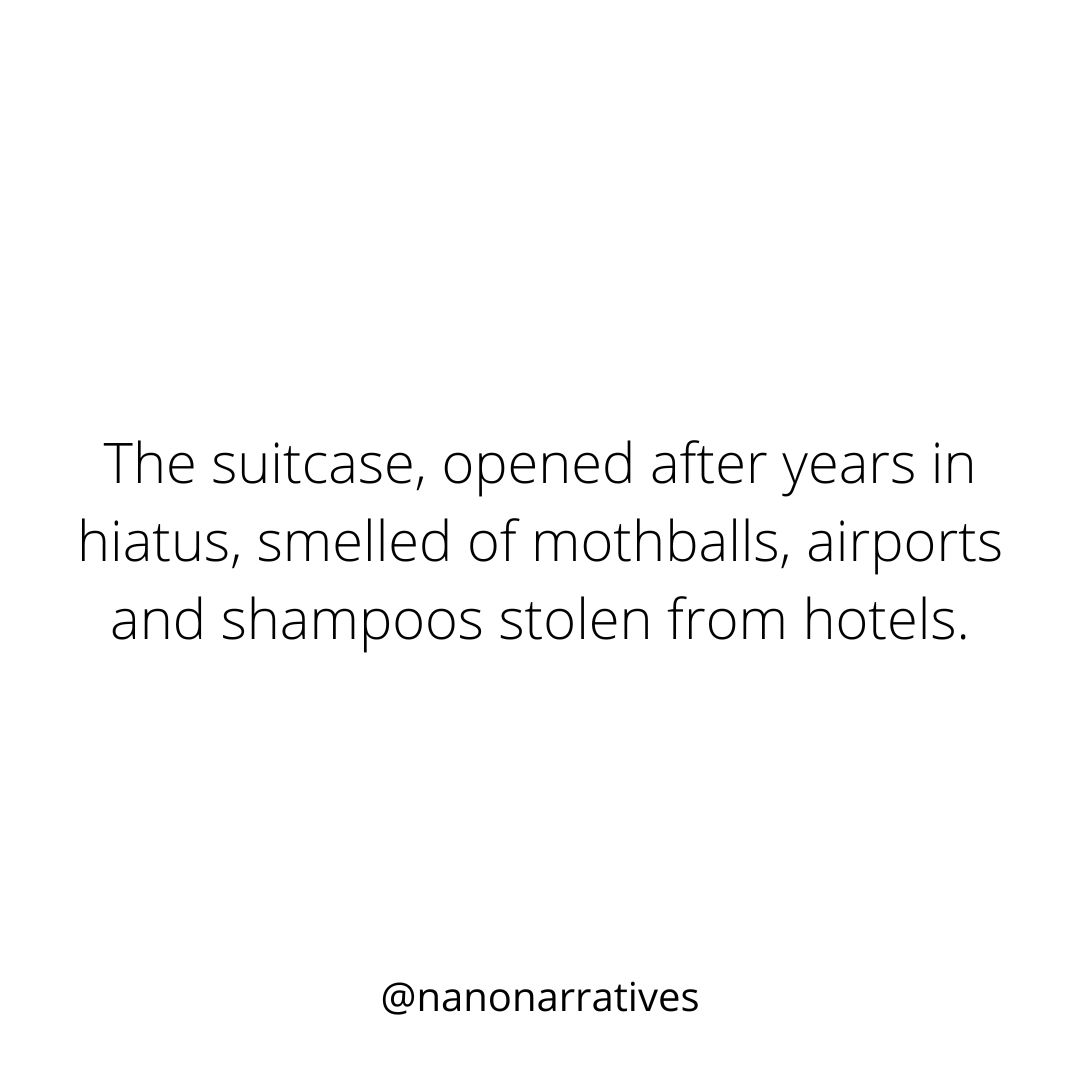 The suitcase, opened after years in
hiatus, smelled of mothballs, airports
and shampoos stolen from hotels.
@nanonarratives